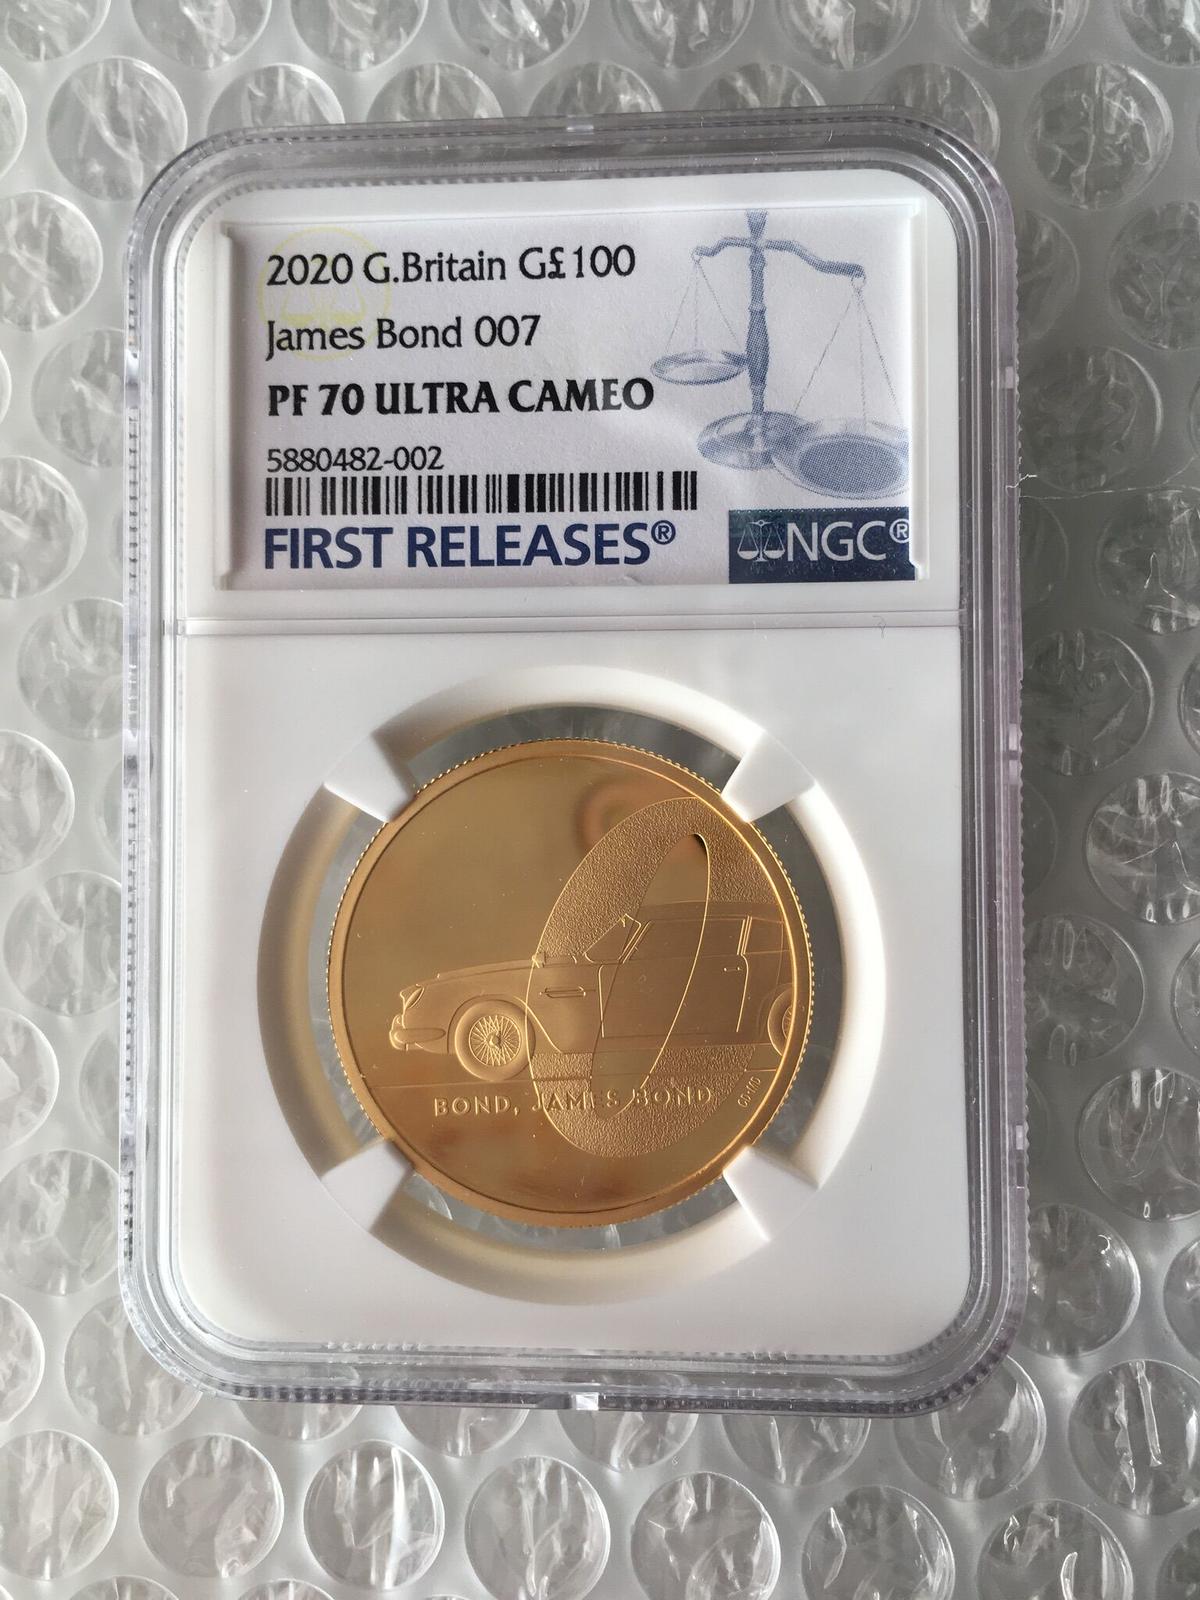 2020 G.Britain G£100
James Bond 007
PF 70 ULTRA CAMEO
5880482-002
FIRST RELEASES®
NGC®
BOND, JAMES BOND